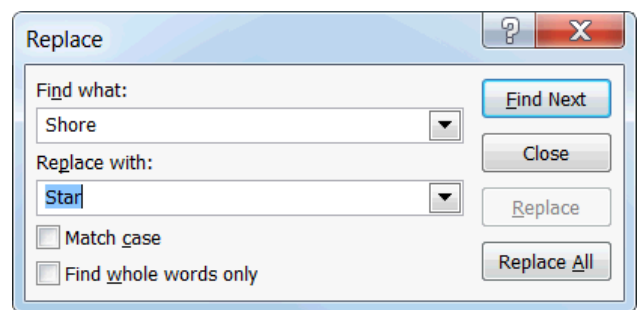 Replace
Find what:
Shore
Replace with:
Star
Match case
Find whole words only
Find Next
Close
Replace
Replace All